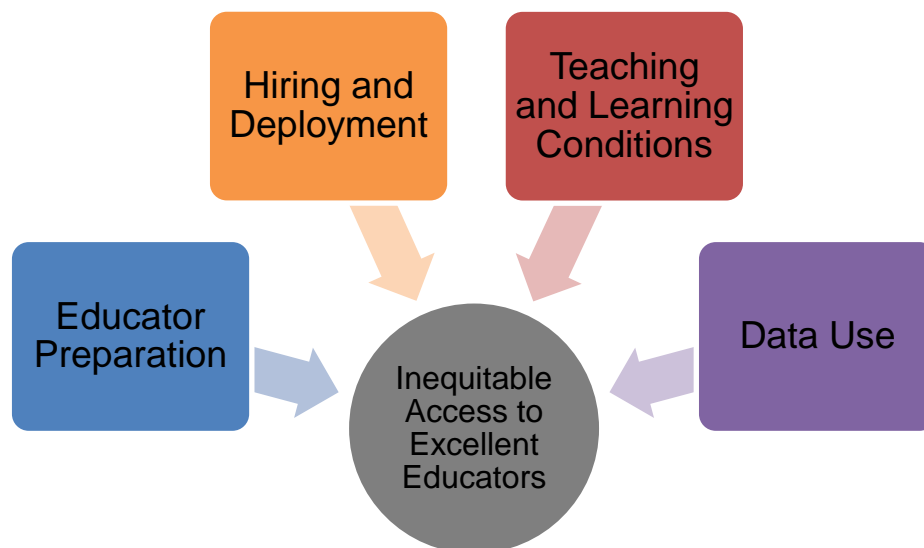 Hiring and
Deployment
Teaching
and Learning
Conditions
Educator
Preparation
Data Use
Inequitable
Access to
Excellent
Educators